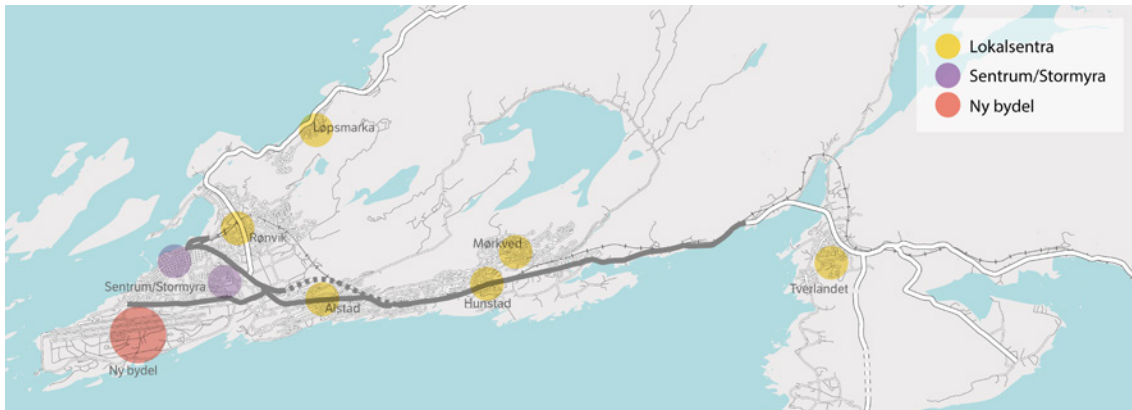 Lokalsentra
Sentrum/Stormyra
Ny bydel
Løpsmarka
Rønvik
Mørkved
Sentrum/Stormyra
Alstad
Hunstad
Tverlandet
Ny bydel